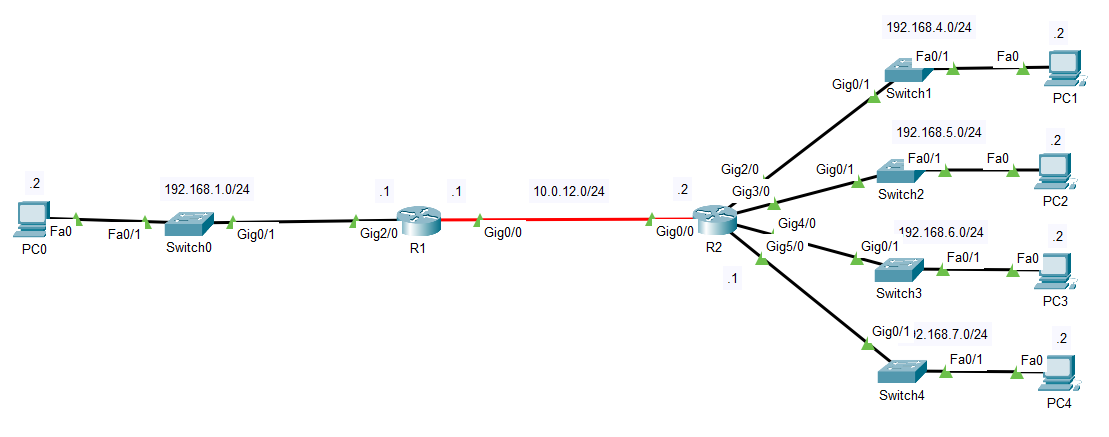 192.168.4.0/24
.2
Fa0/1
Fa0
Gig0/1
Switch1
PC1
192.168.5.0/24
.2
Fa0/1
Fa0
Gig2/0
Gig0/1
Switch2
PC2
.2
192.168.1.0/24
.1
.1
10.0.12.0/24
.2
Gig3/0
PC0
Fa0
Fa0/1
Switch0
Gig0/1
Gig2/0
R1
Gig0/0
Gig0/0
R2
Gig4/0
Gig5/0
192.168.6.0/24
.2
Gig0/1
Fa0/1
Fa0
Switch3
PC3
.1
Gig0/1
92.168.7.0/24
.2
Fa0/1
Fa0
Switch4
PC4